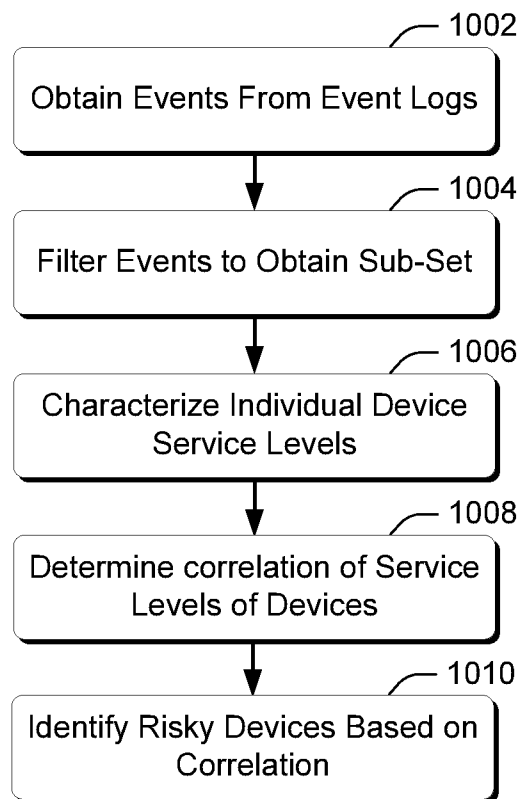 1002
Obtain Events From Event Logs
1004
Filter Events to Obtain Sub-Set
1006
Characterize Individual Device
Service Levels
1008
Determine correlation of Service
Levels of Devices
1010
Identify Risky Devices Based on
Correlation